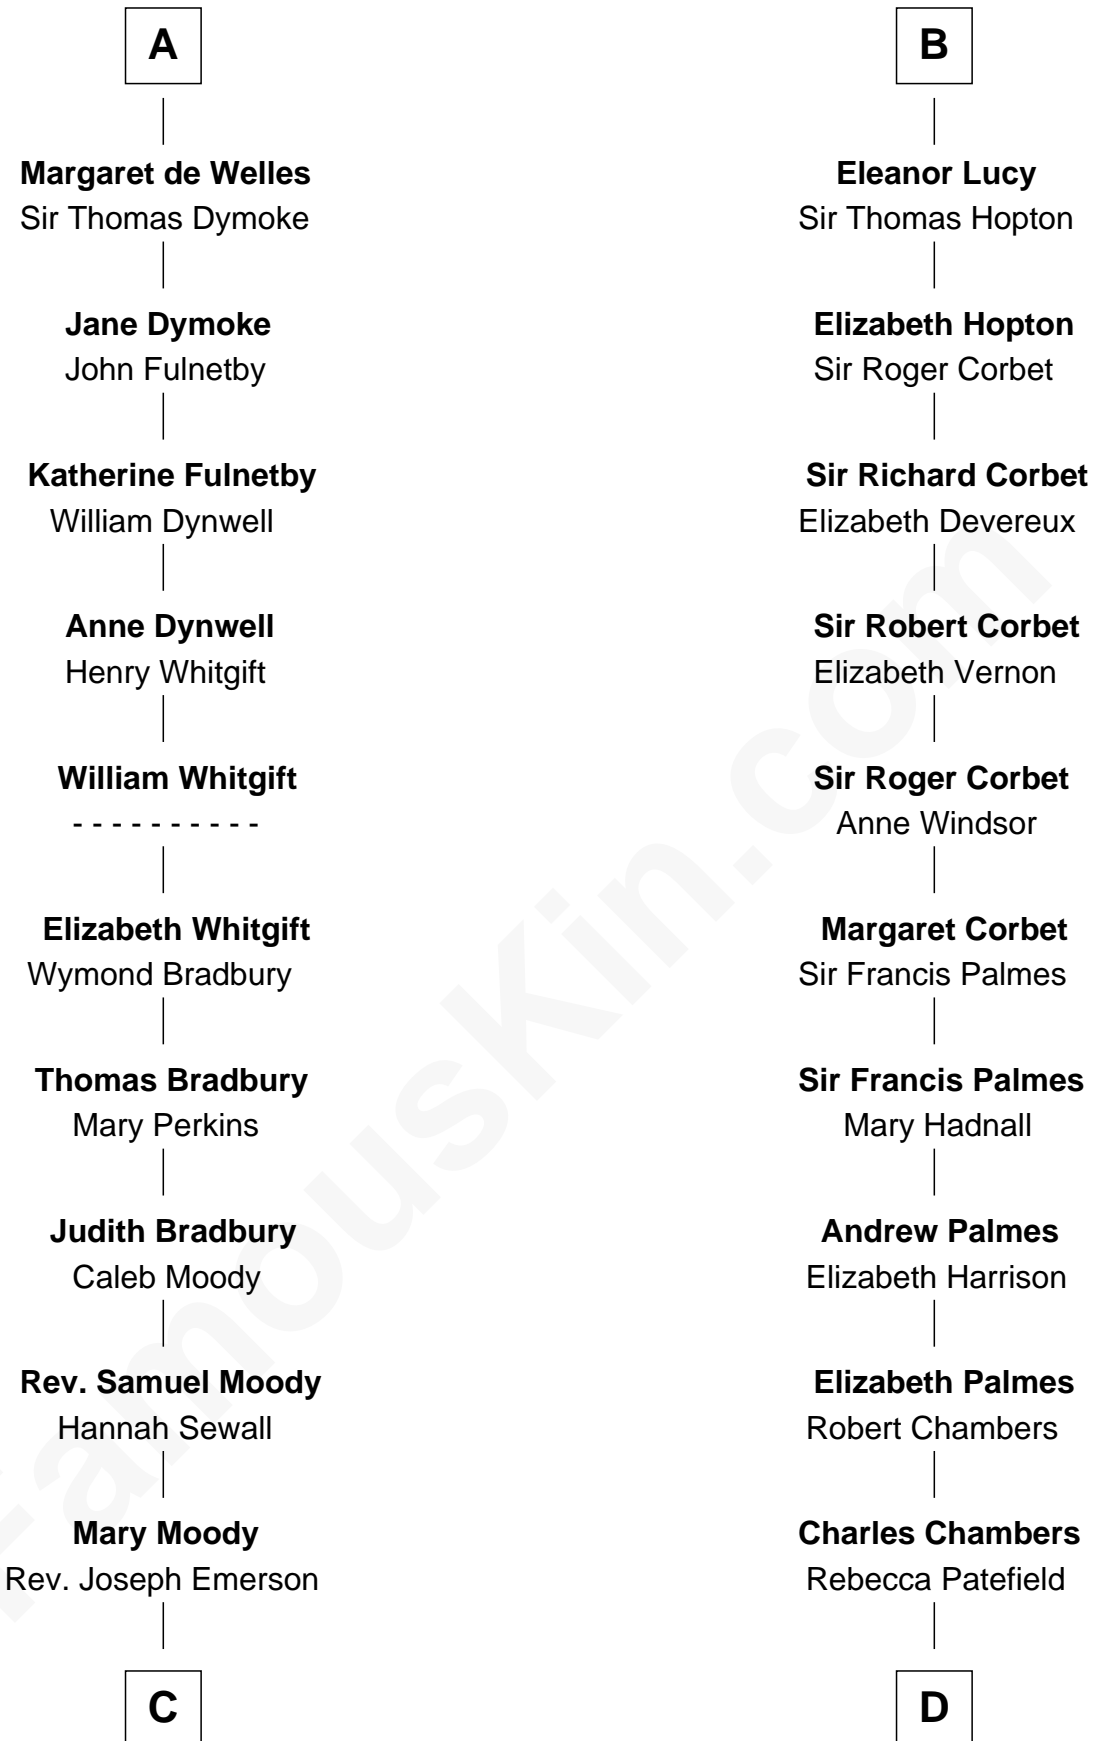 A
Margaret de Welles
Sir Thomas Dymoke
Jane Dymoke
John Fulnetby
Katherine Fulnetby
William Dynwell
Anne Dynwell
Henry Whitgift
William Whitgift
- - - - - - - - - -
Elizabeth Whitgift
Wymond Bradbury
Thomas Bradbury
Mary Perkins
Judith Bradbury
Caleb Moody
Rev. Samuel Moody
Hannah Sewall
Mary Moody
Rev. Joseph Emerson
C
B
Eleanor Lucy
Sir Thomas Hopton
Elizabeth Hopton
Sir Roger Corbet
Sir Richard Corbet
Elizabeth Devereux
Sir Robert Corbet
Elizabeth Vernon
Sir Roger Corbet
Anne Windsor
Margaret Corbet
Sir Francis Palmes
Sir Francis Palmes
Mary Hadnall
Andrew Palmes
Elizabeth Harrison
Elizabeth Palmes
Robert Chambers
Charles Chambers
Rebecca Patefield
D
FamousKin.com